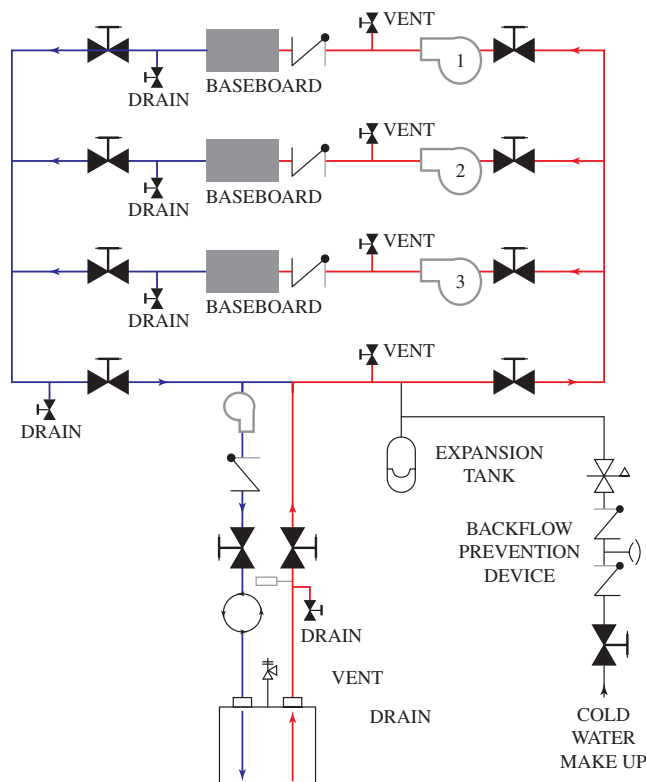 VENT
1
DRAIN
BASEBOARD
VENT
2
DRAIN
BASEBOARD
VENT
3
DRAIN
BASEBOARD
VENT
DRAIN
EXPANSION
TANK
BACKFLOW
PREVENTION
DEVICE
DRAIN
VENT
DRAIN
COLD
WATER
MAKE UP